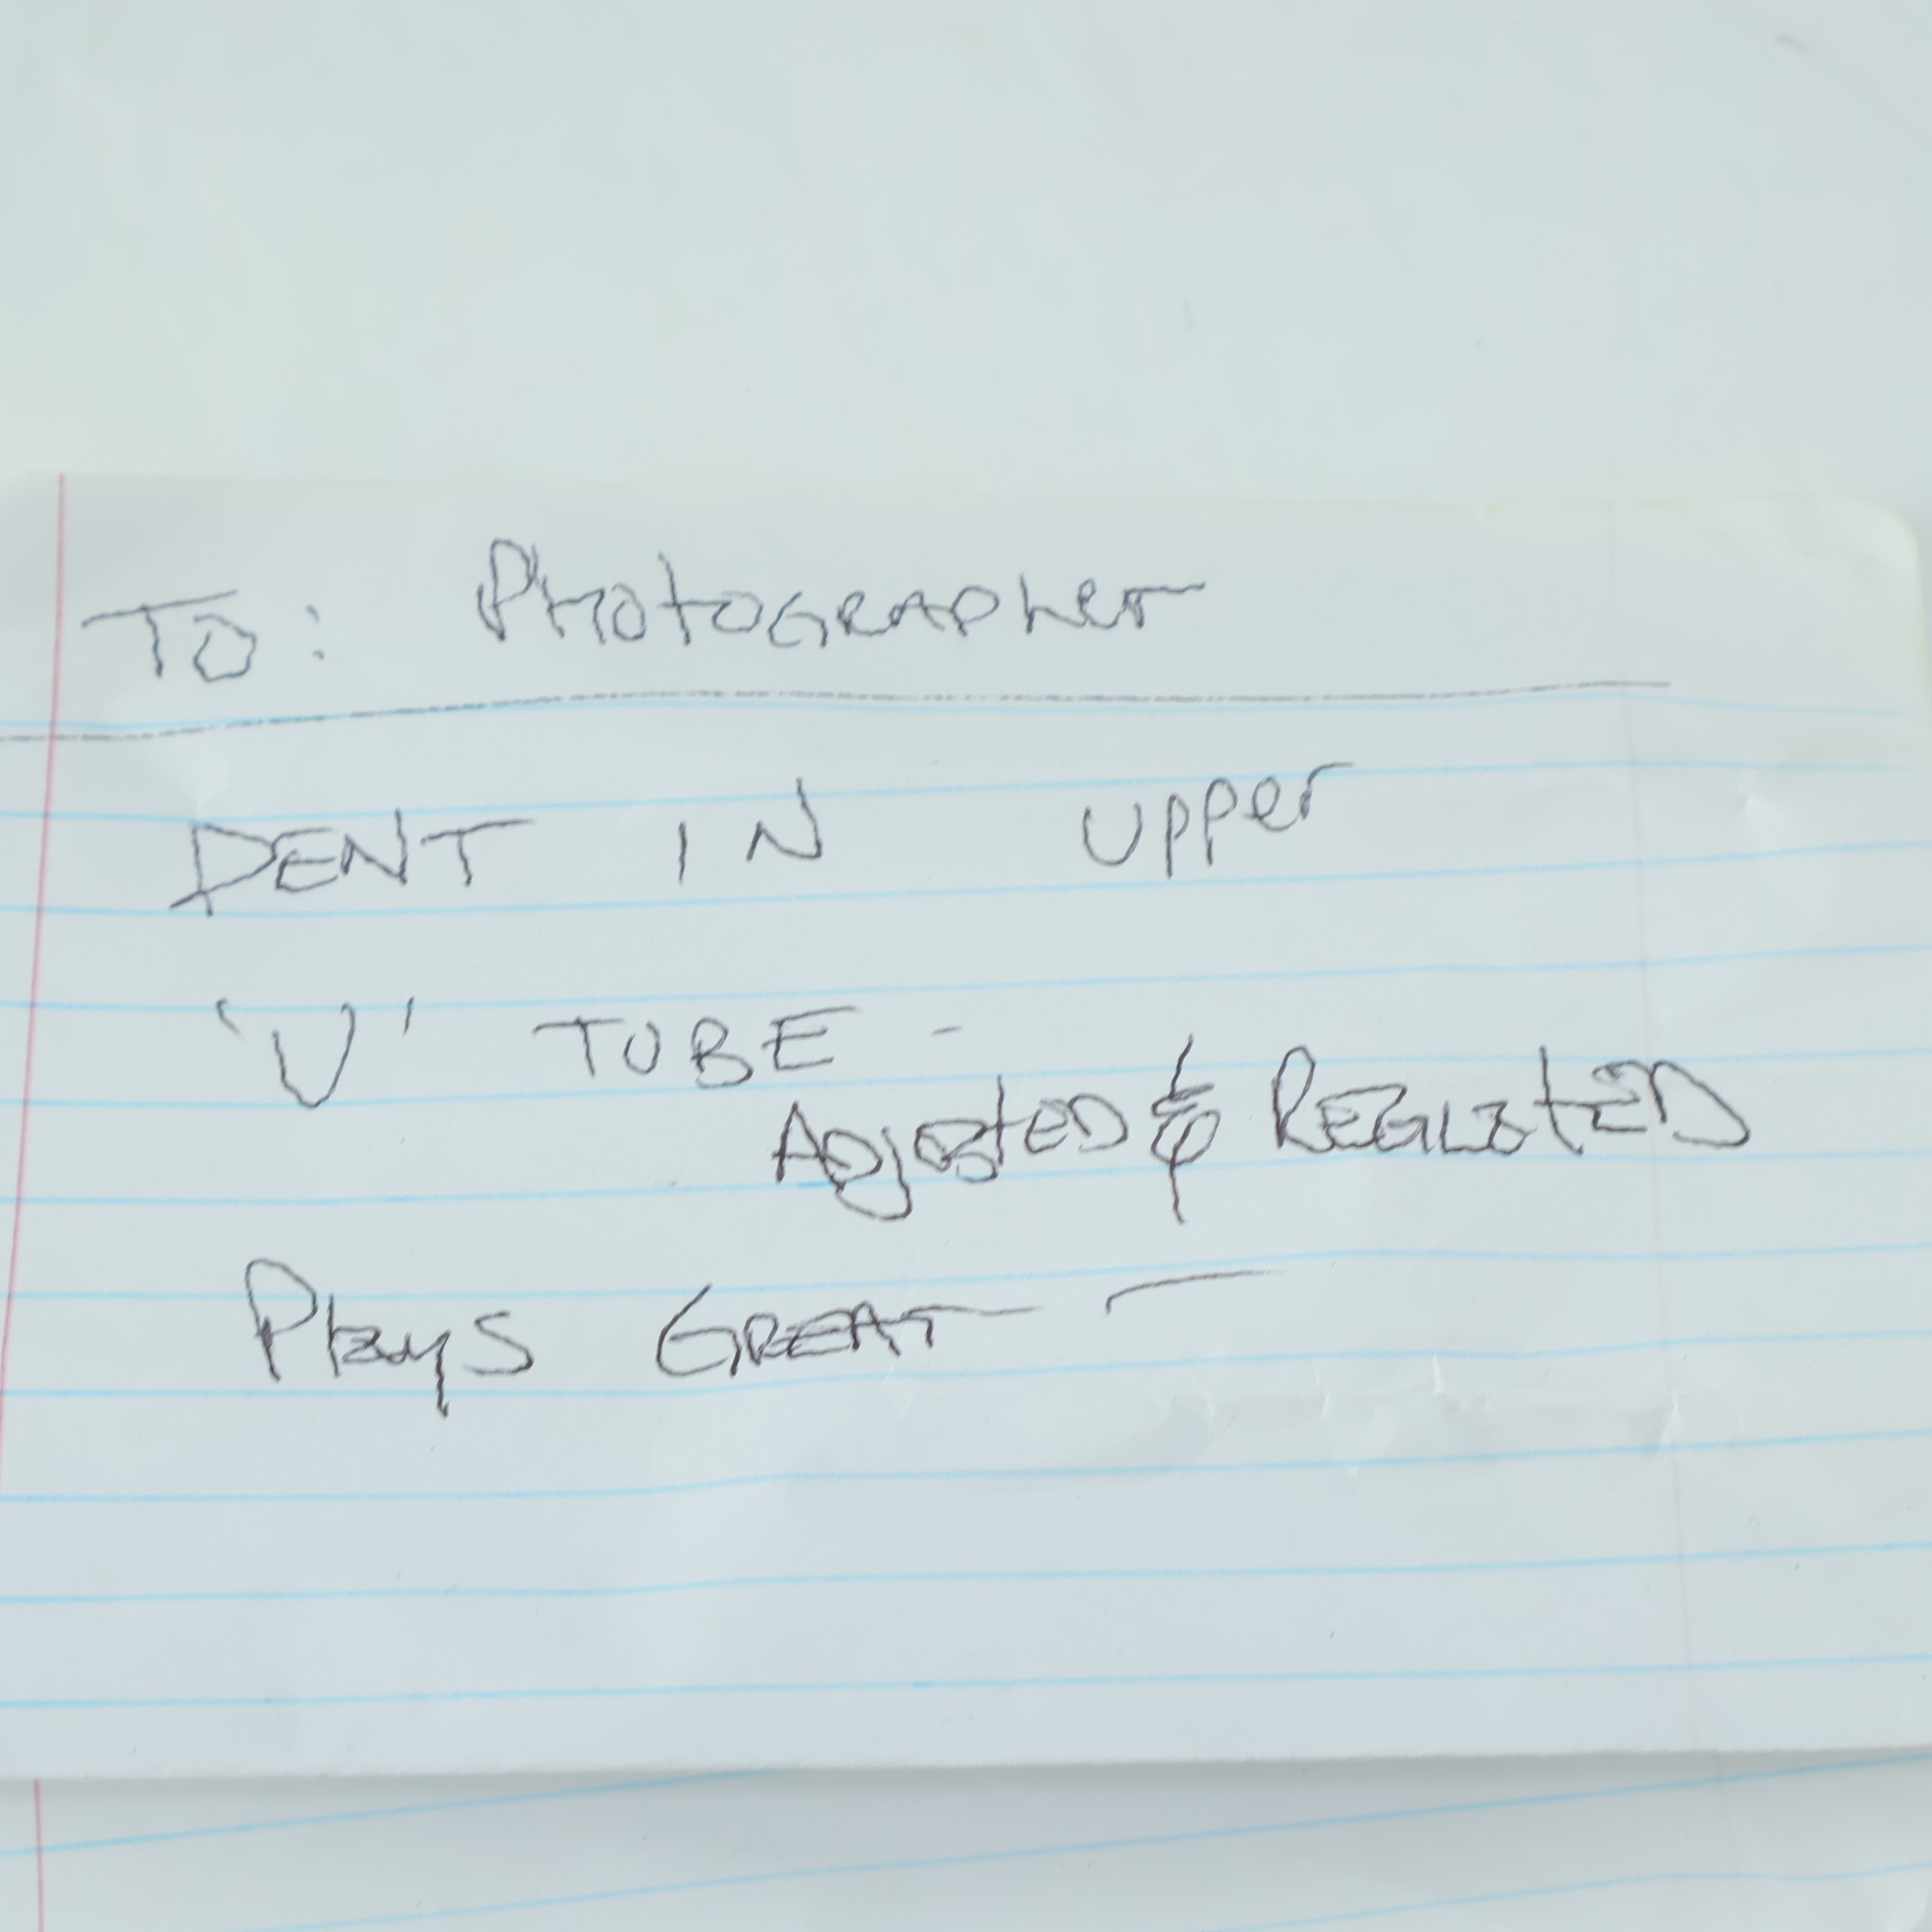 To: Photographer
DENT IN Upper
'U' TUBE -
Adjusted & REGULATED
Plays GREAT -